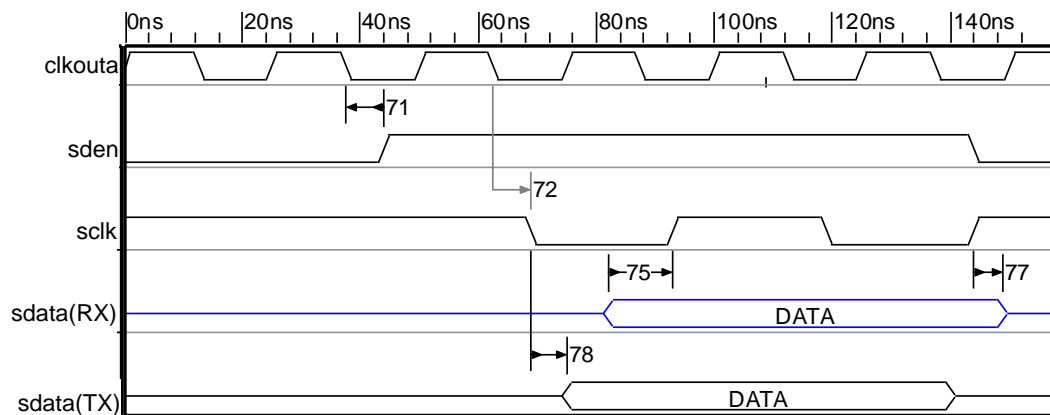 0ns 20ns 40ns 60ns 80ns 100ns 120ns 140ns
clkouta
71
sden
72
sclk
75 77
sdata(RX) DATA
78
sdata(TX) DATA